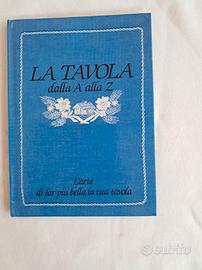 LA TAVOLA
dalla A alla Z
L'arte
di far più bella la tua tavola
subito